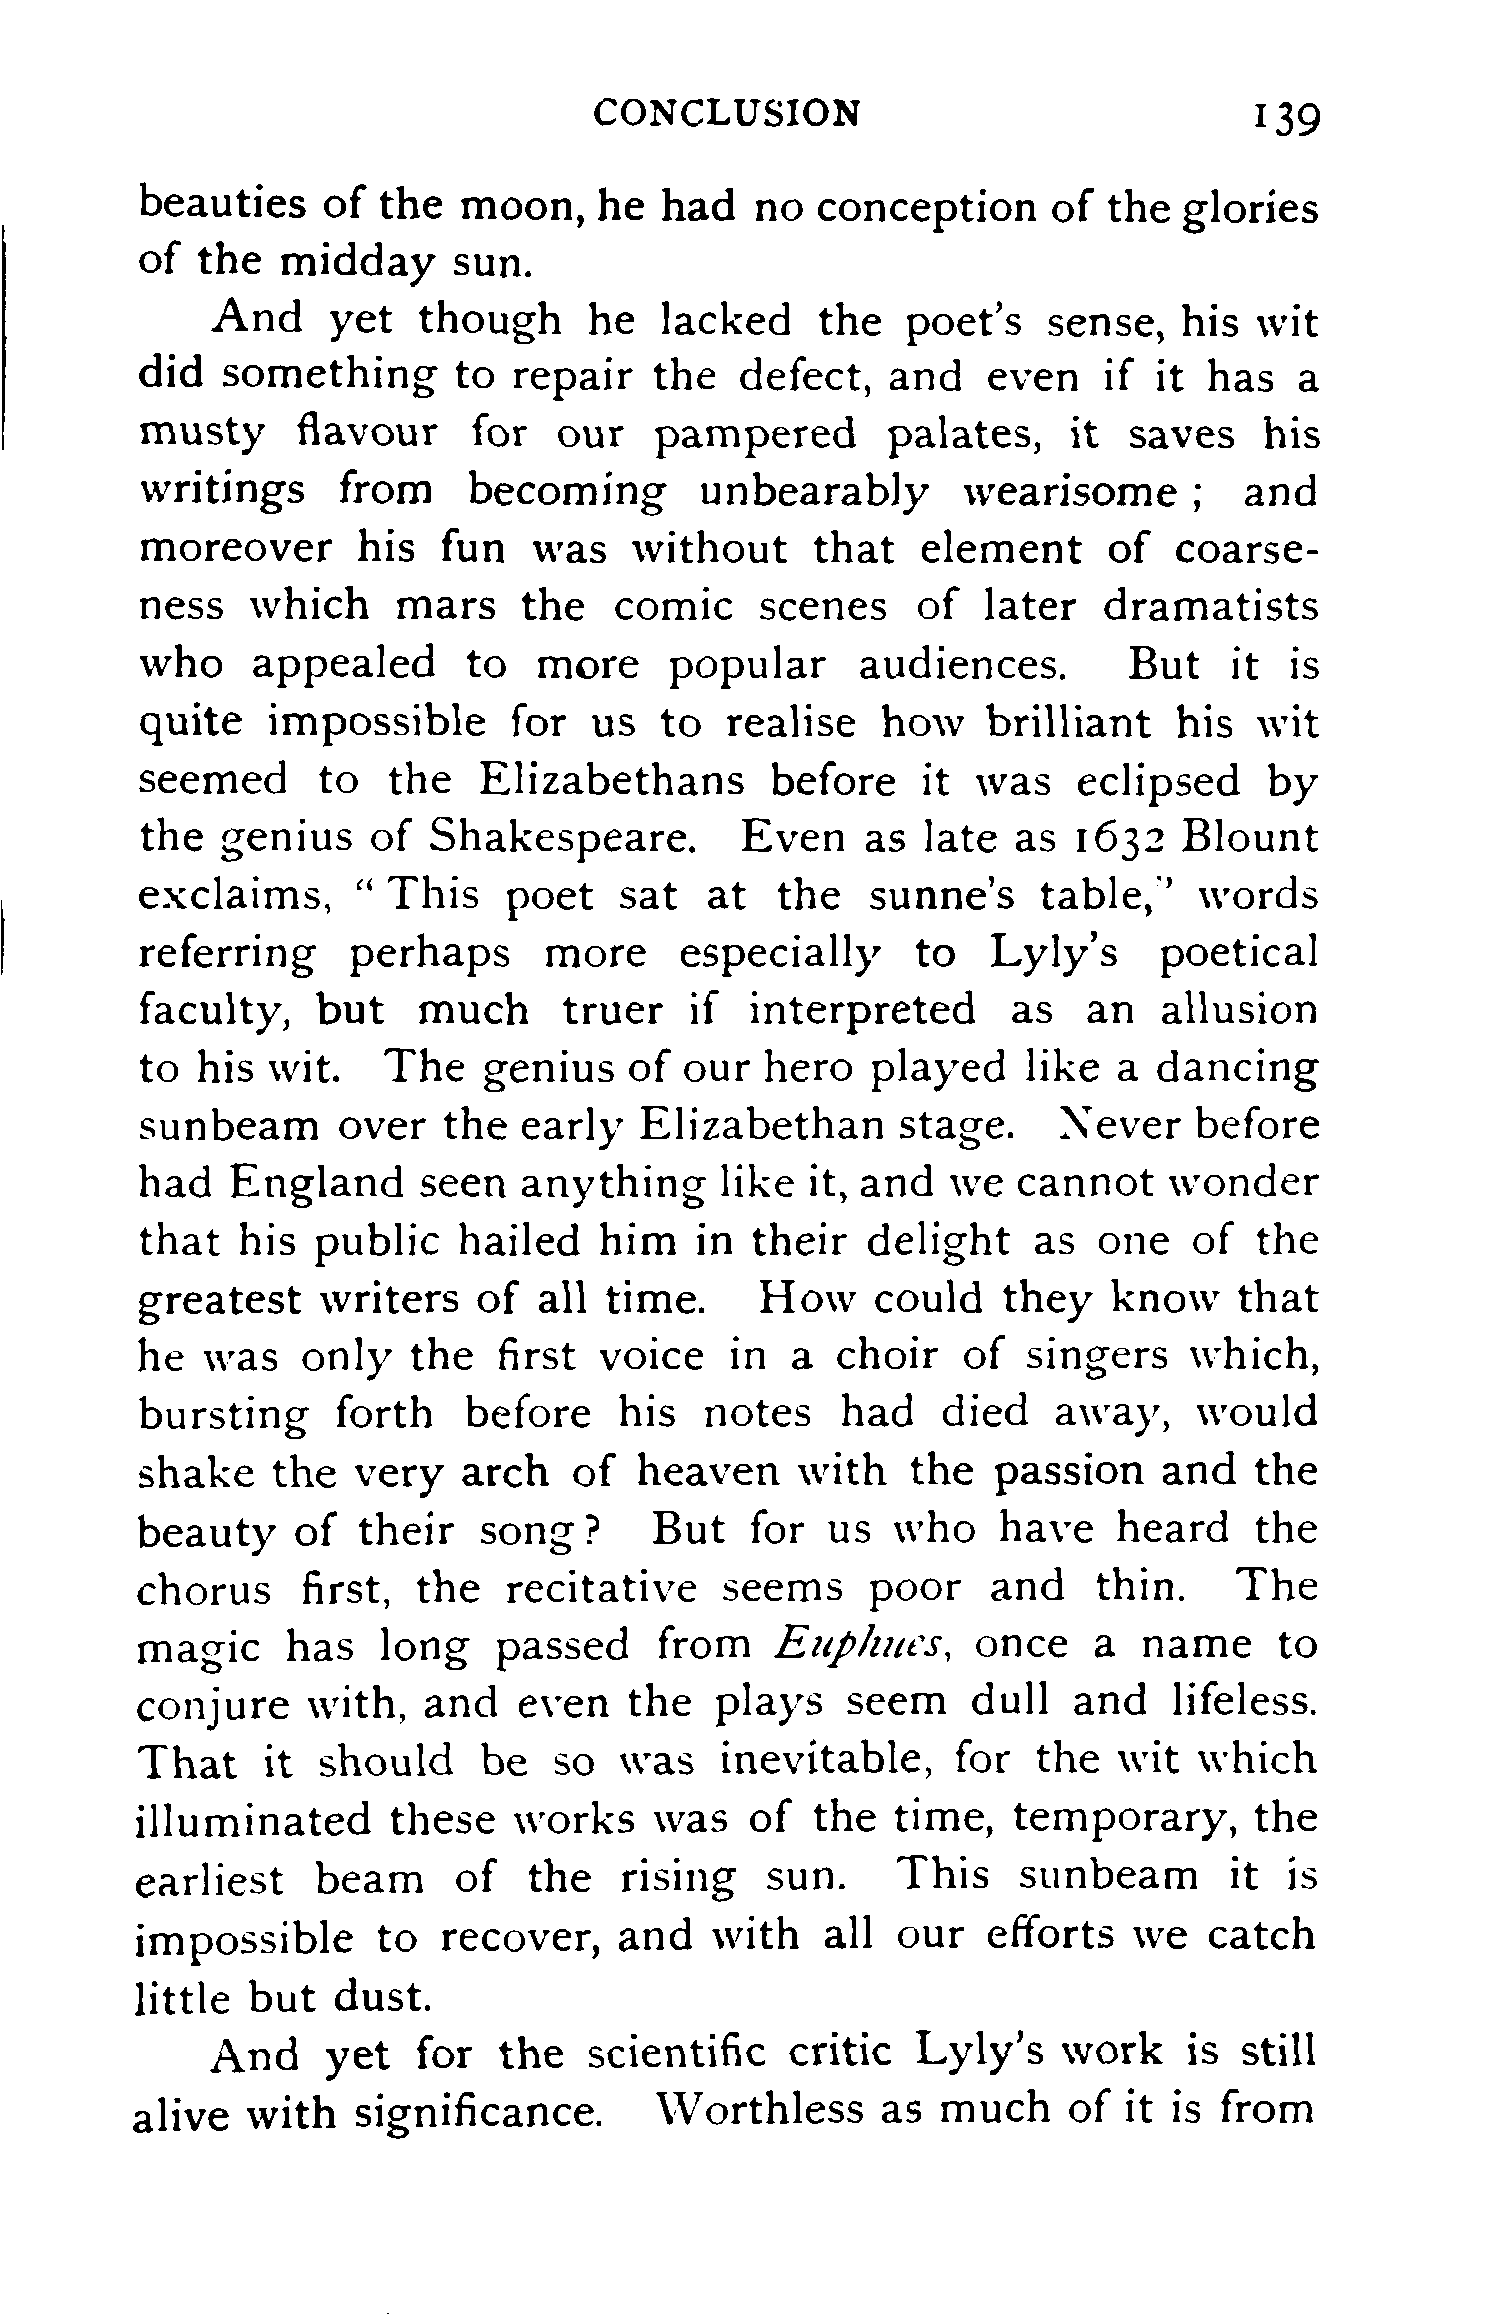 CONCLUSION 139
beauties of the moon, he had no conception of the glories
of the midday sun.
And yet though he lacked the poet's sense, his wit
did something to repair the defect, and even if it has a
musty flavour for our pampered palates, it saves his
writings from becoming unbearably wearisome ; and
moreover his fun was without that element of coarse-
ness which mars the comic scenes of later dramatists
who appealed to more popular audiences. But it is
quite impossible for us to realise how brilliant his wit
seemed to the Elizabethans before it was eclipsed by
the genius of Shakespeare. Even as late as 1632 Blount
exclaims, “ This poet sat at the sunne's table,” words
referring perhaps more especially to Lyly's poetical
faculty, but much truer if interpreted as an allusion
to his wit. The genius of our hero played like a dancing
sunbeam over the early Elizabethan stage. Never before
had England seen anything like it, and we cannot wonder
that his public hailed him in their delight as one of the
greatest writers of all time. How could they know that
he was only the first voice in a choir of singers which,
bursting forth before his notes had died away, would
shake the very arch of heaven with the passion and the
beauty of their song ? But for us who have heard the
chorus first, the recitative seems poor and thin. The
magic has long passed from Euphues, once a name to
conjure with, and even the plays seem dull and lifeless.
That it should be so was inevitable, for the wit which
illuminated these works was of the time, temporary, the
earliest beam of the rising sun. This sunbeam it is
impossible to recover, and with all our efforts we catch
little but dust.
And yet for the scientific critic Lyly's work is still
alive with significance. Worthless as much of it is from